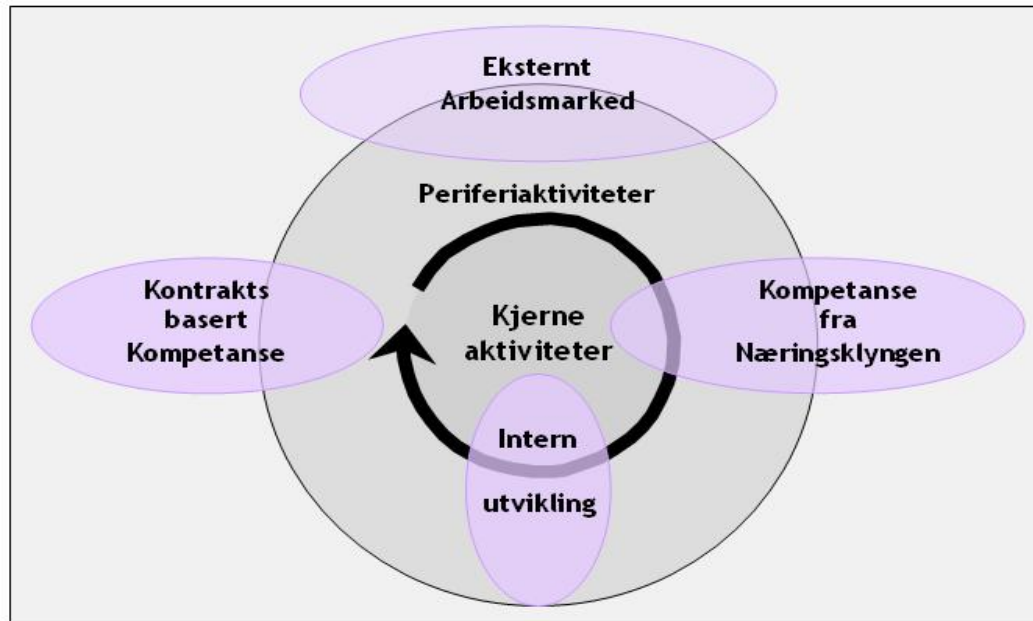 Eksternt
Arbeidsmarked
Periferiaktiviteter
Kontrakts
basert
Kompetanse
Kjerne
aktiviteter
Kompetanse
fra
Næringsklyngen
Intern
utvikling